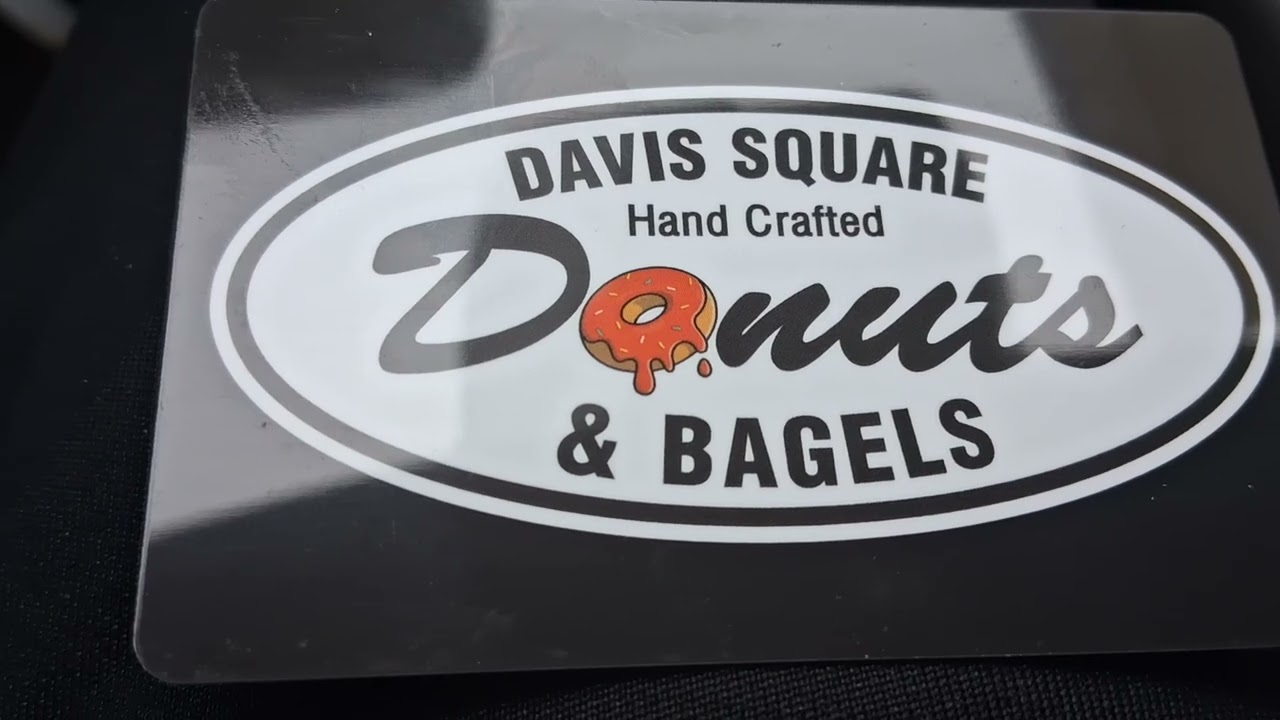 DAVIS SQUARE
Hand Crafted
Donuts
& BAGELS